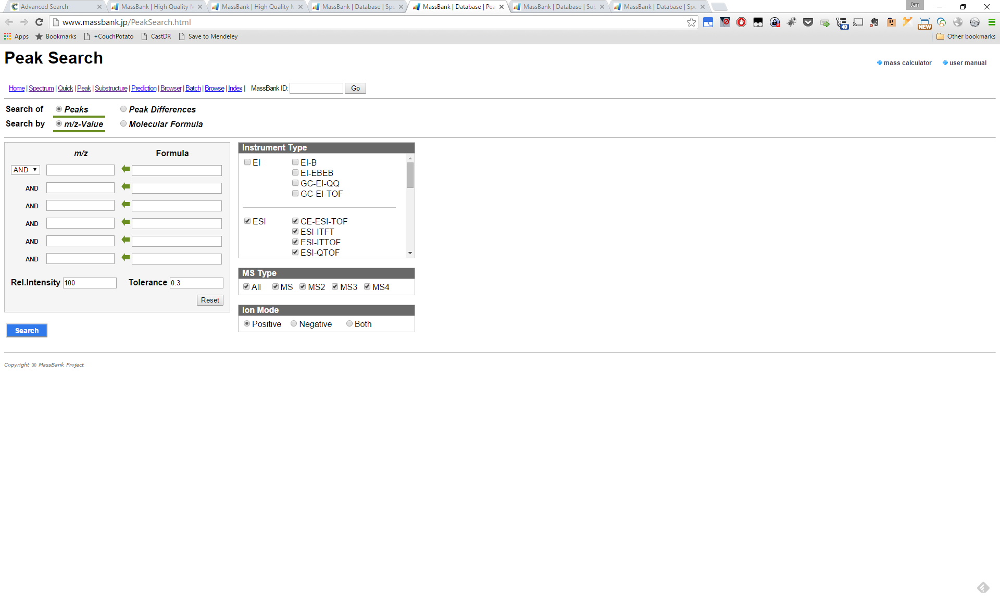 Advanced Search MassBank | High Quality M MassBank | High Quality M MassBank | Database | Spe MassBank | Database | Pea MassBank | Database | Sub MassBank | Database | Spe Jan
www.massbank.jp/PeakSearch.html
Apps Bookmarks +CouchPotato CastDR Save to Mendeley Other bookmarks
Peak Search
mass calculator user manual
Home | Spectrum | Quick | Peak | Substructure | Prediction | Browser | Batch | Browse | Index | MassBank ID: Go
Search of Peaks Peak Differences
Search by m/z-Value Molecular Formula
m/z Formula
AND
AND
AND
AND
AND
AND
Rel.Intensity 100 Tolerance 0.3
Reset
Search
Instrument Type
EI EI-B
EI-EBEB
GC-EI-QQ
GC-EI-TOF
ESI CE-ESI-TOF
ESI-ITFT
ESI-ITTOF
ESI-QTOF
MS Type
All MS MS2 MS3 MS4
Ion Mode
Positive Negative Both
Copyright © MassBank Project